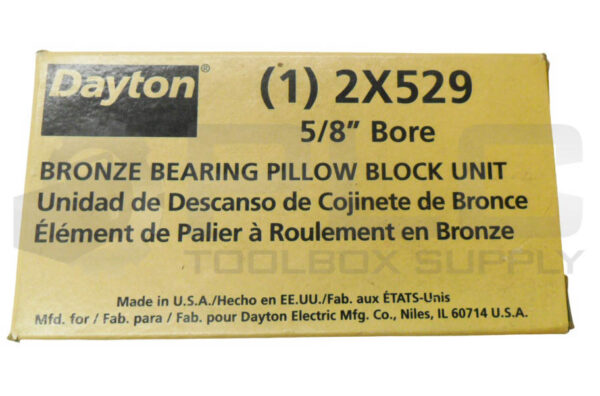 Dayton®
(1) 2X529
5/8” Bore
BRONZE BEARING PILLOW BLOCK UNIT
Unidad de Descanso de Cojinete de Bronce
Élément de Palier à Roulement en Bronze
TOOLBOX SUPPLY
Made in U.S.A./Hecho en EE.UU./Fab. aux ÉTATS-Unis
Mfd. for / Fab. para / Fab. pour Dayton Electric Mfg. Co., Niles, IL 60714 U.S.A.